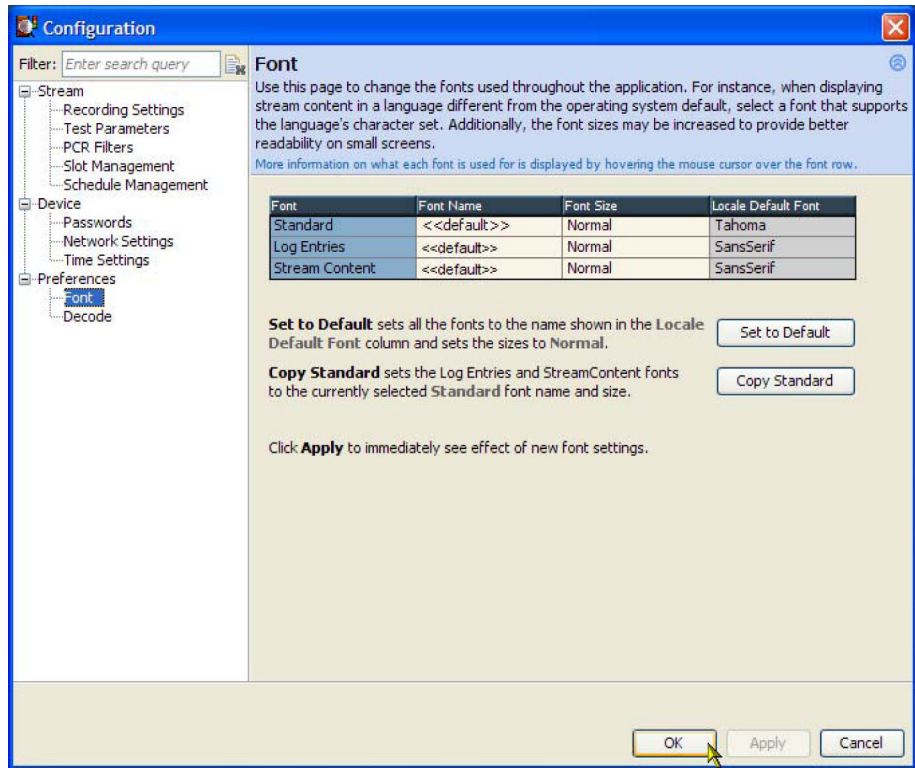 Configuration
Filter: Enter search query
Stream
Recording Settings
Test Parameters
PCR Filters
Slot Management
Schedule Management
Device
Passwords
Network Settings
Time Settings
Preferences
Font
Decode
Font
Use this page to change the fonts used throughout the application. For instance, when displaying
stream content in a language different from the operating system default, select a font that supports
the language's character set. Additionally, the font sizes may be increased to provide better
readability on small screens.
More information on what each font is used for is displayed by hovering the mouse cursor over the font row.
Font Font Name Font Size Locale Default Font
Standard <<default>> Normal Tahoma
Log Entries <<default>> Normal SansSerif
Stream Content <<default>> Normal SansSerif
Set to Default sets all the fonts to the name shown in the Locale
Default Font column and sets the sizes to Normal.
Set to Default
Copy Standard sets the Log Entries and StreamContent fonts
to the currently selected Standard font name and size.
Copy Standard
Click Apply to immediately see effect of new font settings.
OK Apply Cancel